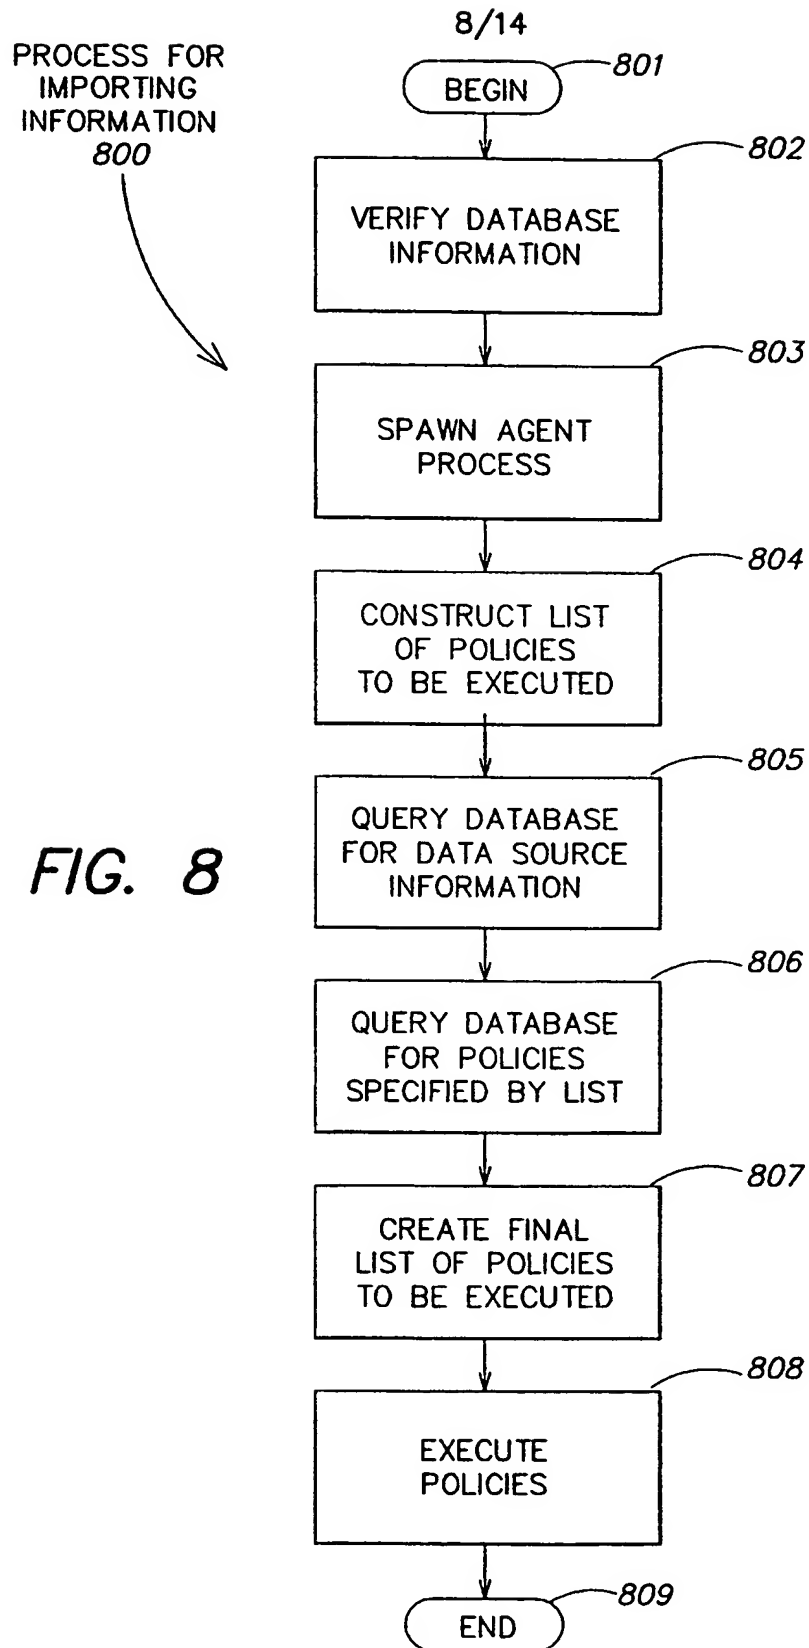 8/14
PROCESS FOR
IMPORTING
INFORMATION
800
BEGIN
801
802
VERIFY DATABASE
INFORMATION
803
SPAWN AGENT
PROCESS
804
CONSTRUCT LIST
OF POLICIES
TO BE EXECUTED
805
QUERY DATABASE
FOR DATA SOURCE
INFORMATION
FIG. 8
806
QUERY DATABASE
FOR POLICIES
SPECIFIED BY LIST
807
CREATE FINAL
LIST OF POLICIES
TO BE EXECUTED
808
EXECUTE
POLICIES
809
END